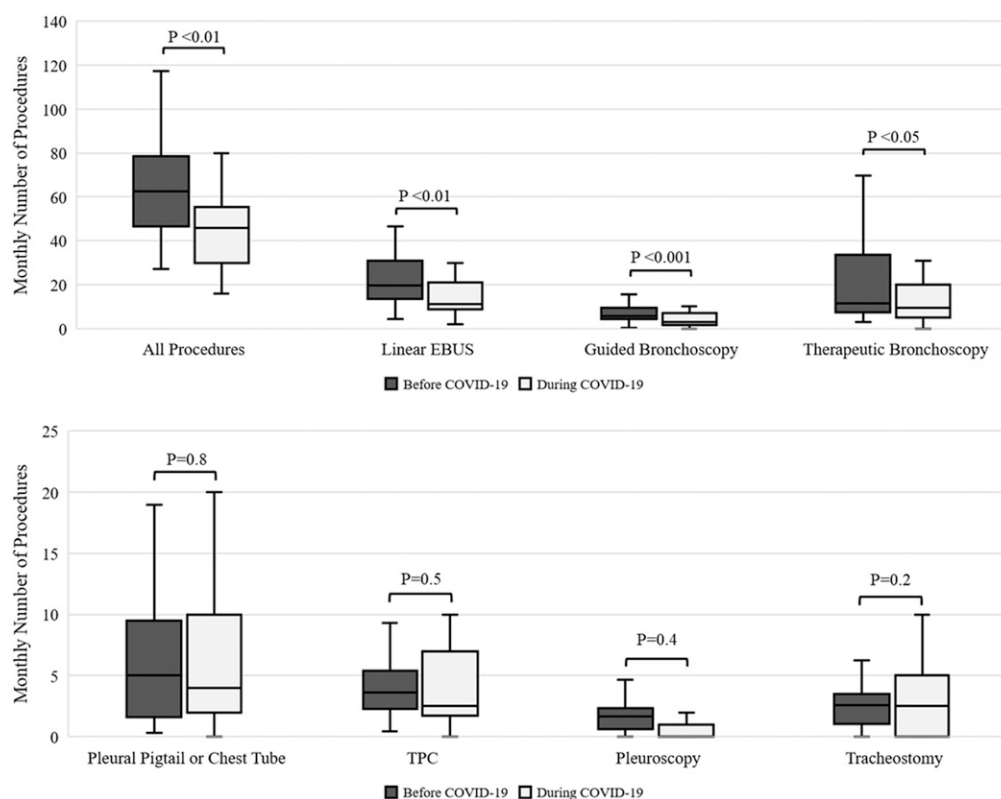 140
120
100
80
60
40
20
0
Monthly Number of Procedures
P <0.01
P <0.01
P <0.001
P <0.05
All Procedures
Linear EBUS
Guided Bronchoscopy
Therapeutic Bronchoscopy
Before COVID-19 During COVID-19
25
20
15
10
5
0
Monthly Number of Procedures
P=0.8
P=0.5
P=0.4
P=0.2
Pleural Pigtail or Chest Tube
TPC
Pleuroscopy
Tracheostomy
Before COVID-19 During COVID-19